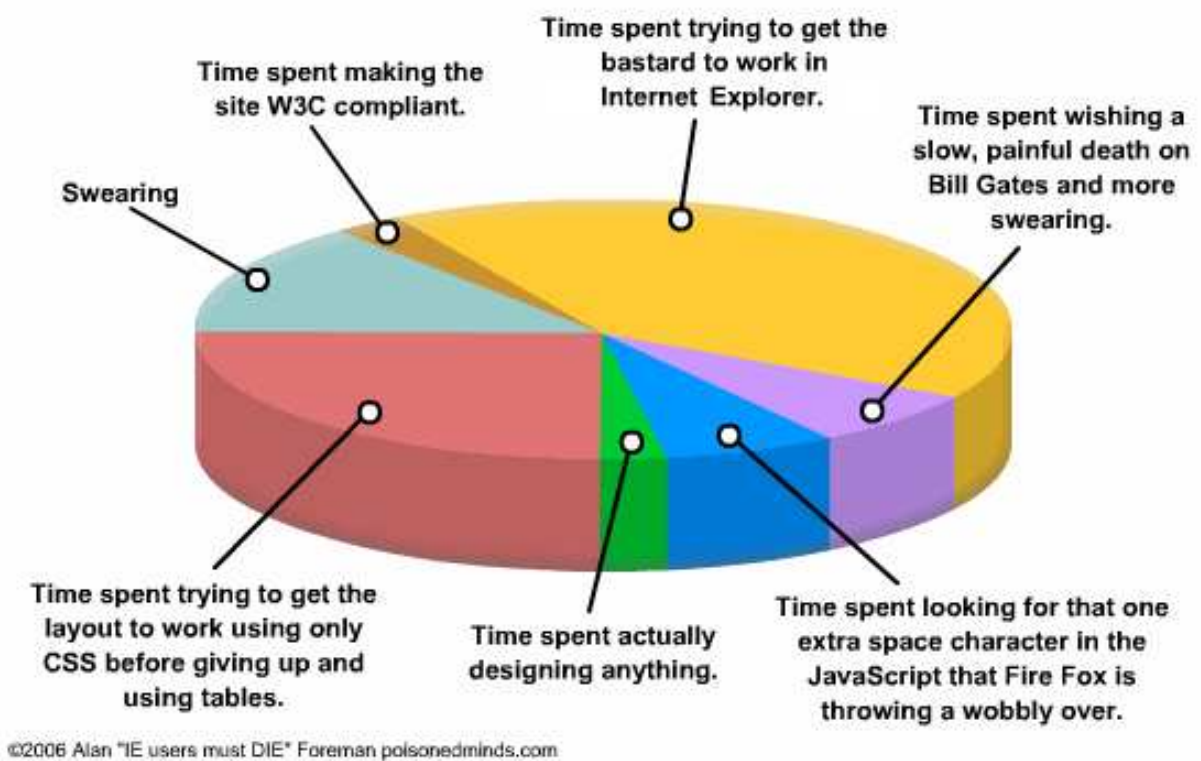 Time spent trying to get the
bastard to work in
Internet Explorer.
Time spent making the
site W3C compliant.
Time spent wishing a
slow, painful death on
Bill Gates and more
swearing.
Swearing
Time spent trying to get the
layout to work using only
CSS before giving up and
using tables.
Time spent actually
designing anything.
Time spent looking for that one
extra space character in the
JavaScript that Fire Fox is
throwing a wobbly over.
©2006 Alan "IE users must DIE" Foreman poisonedminds.com